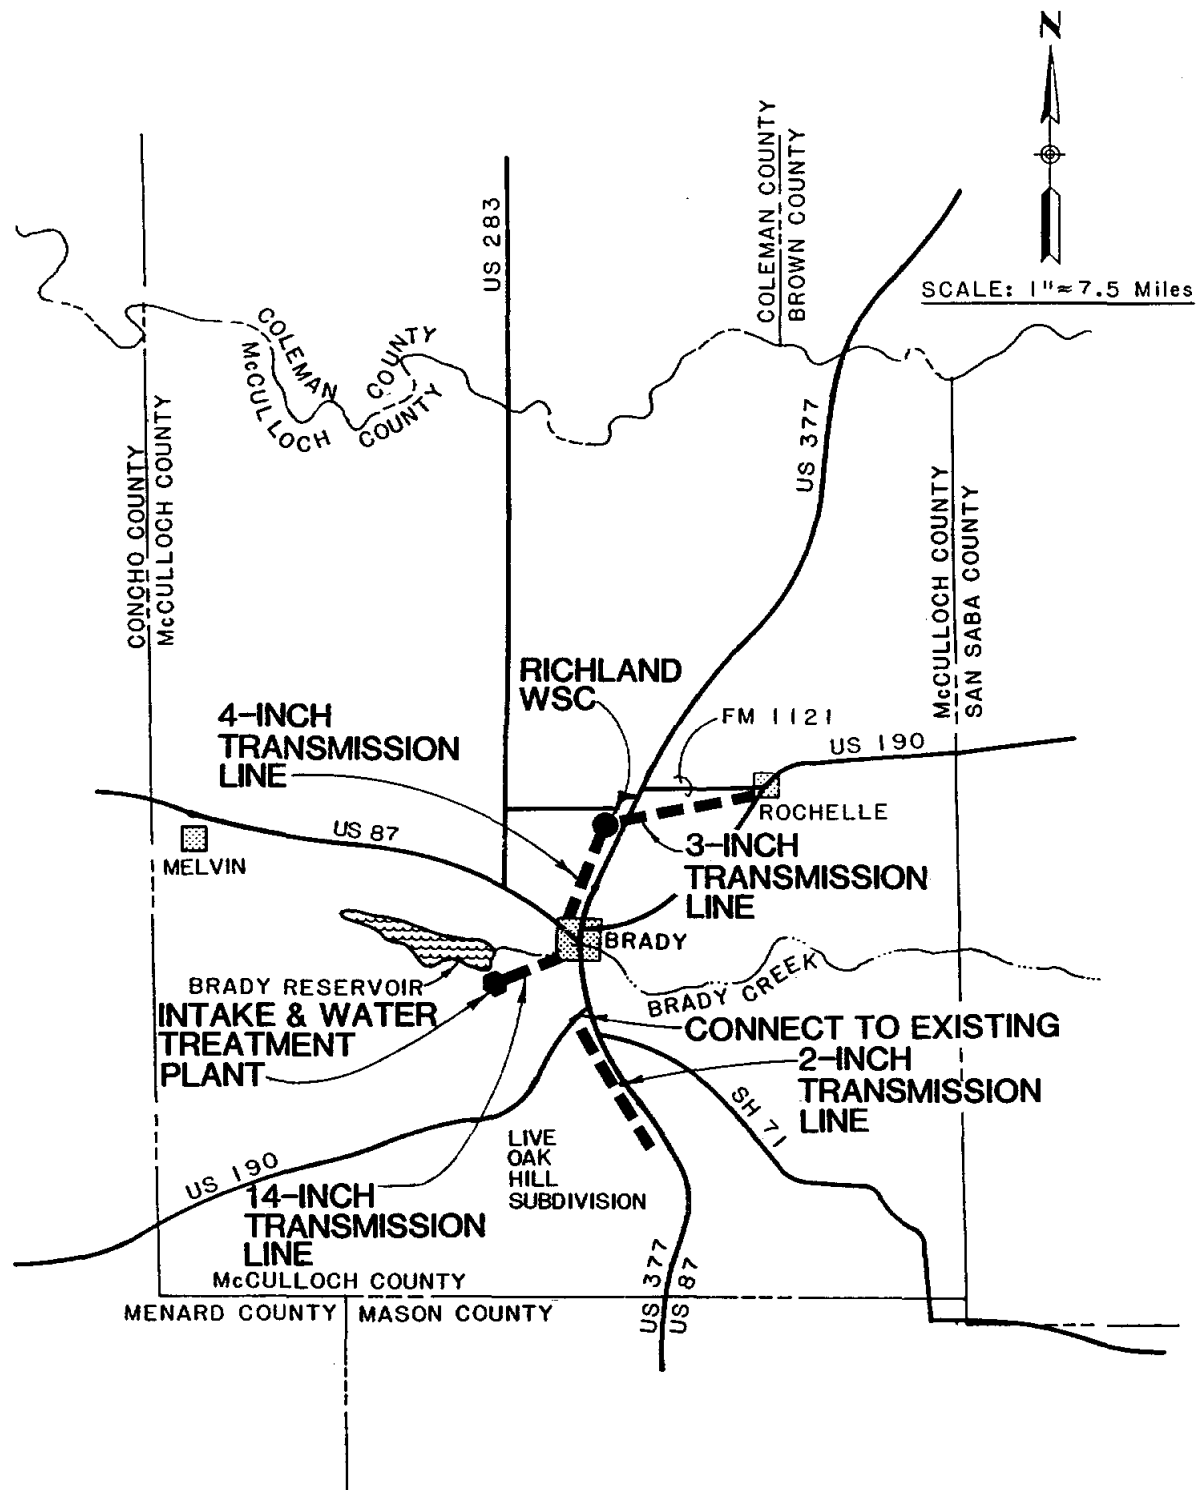 N
SCALE: 1"≈7.5 Miles
COLEMAN COUNTY
BROWN COUNTY
US 283
COLEMAN COUNTY
McCULLOCH COUNTY
US 377
CONCHO COUNTY
McCULLOCH COUNTY
McCULLOCH COUNTY
SAN SABA COUNTY
RICHLAND
WSC
4-INCH
TRANSMISSION
LINE
FM 1121
US 190
ROCHELLE
US 87
MELVIN
3-INCH
TRANSMISSION
LINE
BRADY
BRADY RESERVOIR
BRADY CREEK
INTAKE & WATER
TREATMENT
PLANT
CONNECT TO EXISTING
2-INCH
TRANSMISSION
LINE
SH 71
LIVE
OAK
HILL
SUBDIVISION
US 190
14-INCH
TRANSMISSION
LINE
McCULLOCH COUNTY
MENARD COUNTY
MASON COUNTY
US 377
US 87